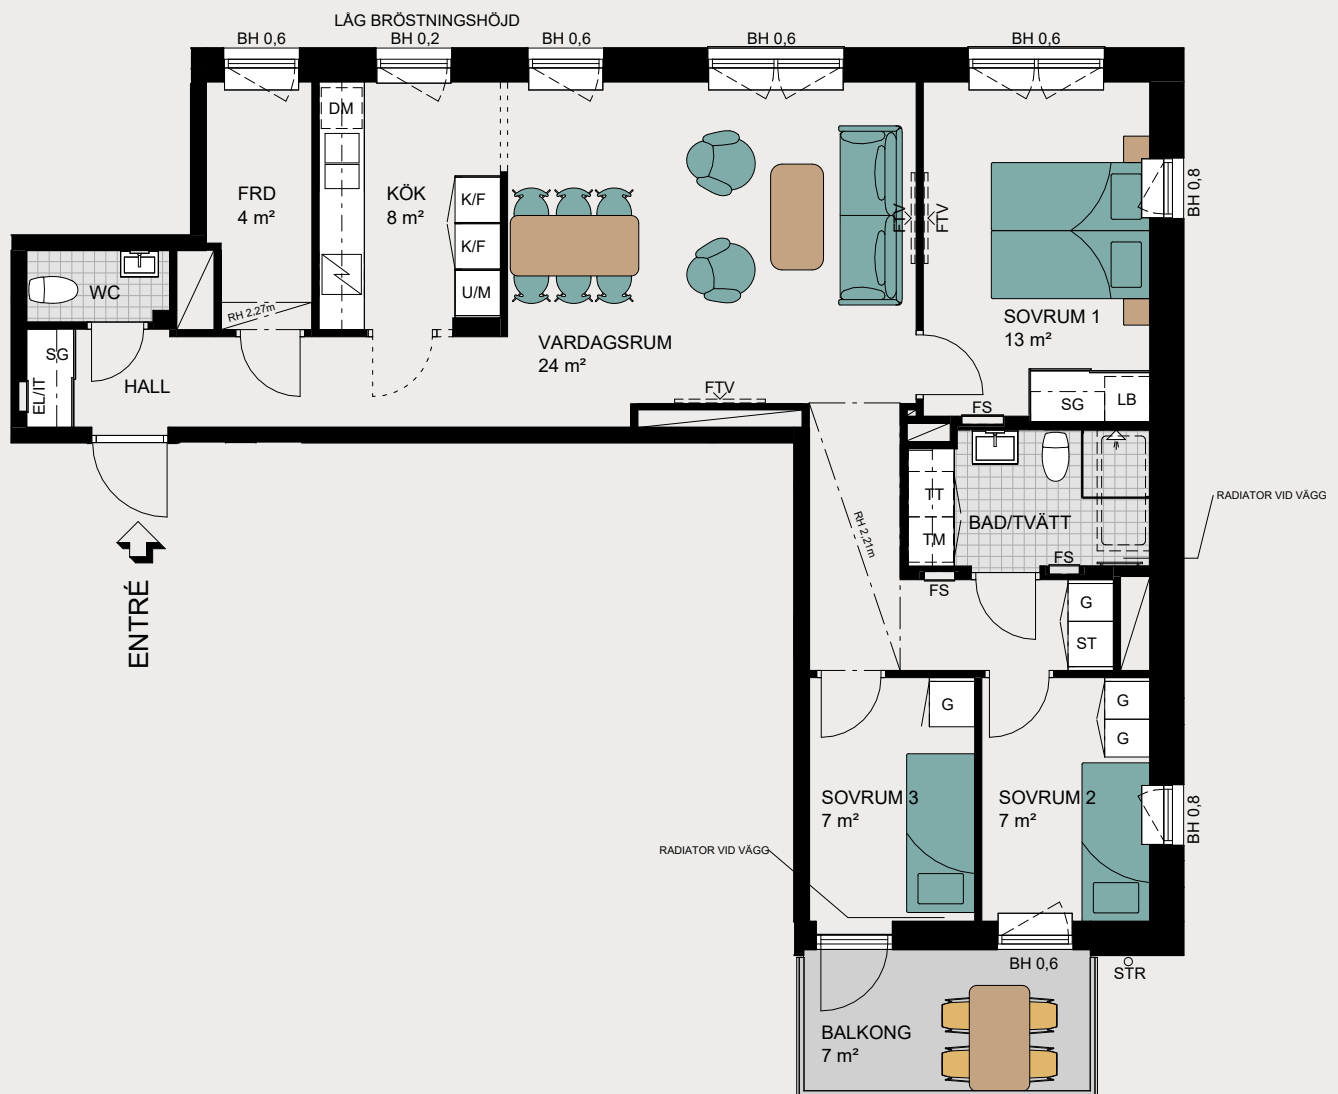 LÅG BRÖSTNINGSHÖJD
BH 0,6
BH 0,2
BH 0,6
BH 0,6
BH 0,6
DM
FRD
4 m²
KÖK
8 m²
K/F
K/F
U/M
FTV
FTV
BH 0,8
WC
RH 2,27m
SG
EL/IT
HALL
VARDAGSRUM
24 m²
SOVRUM 1
13 m²
FTV
FS
SG
LB
ENTRÉ
TT
TM
BAD/TVÄTT
RH 2,21m
FS
FS
RADIATOR VID VÄGG
G
ST
G
G
G
SOVRUM 3
7 m²
SOVRUM 2
7 m²
BH 0,8
RADIATOR VID VÄGG
BH 0,6
STR
BALKONG
7 m²